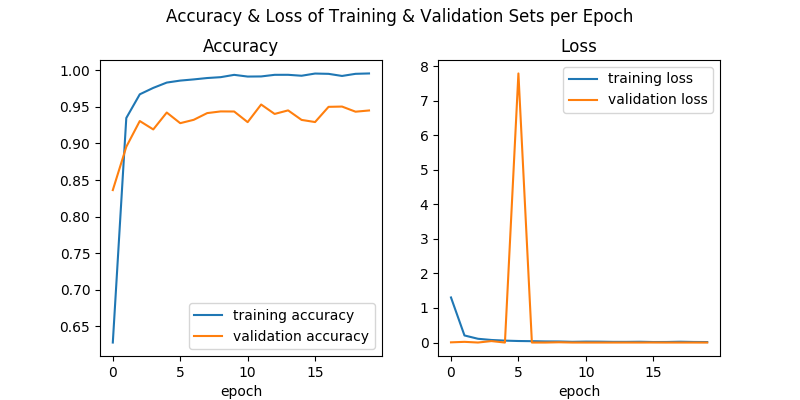 Accuracy & Loss of Training & Validation Sets per Epoch
Accuracy
1.00
0.95
0.90
0.85
0.80
0.75
0.70
0.65
training accuracy
validation accuracy
0 5 10 15
epoch
Loss
8
7
6
5
4
3
2
1
0
training loss
validation loss
0 5 10 15
epoch